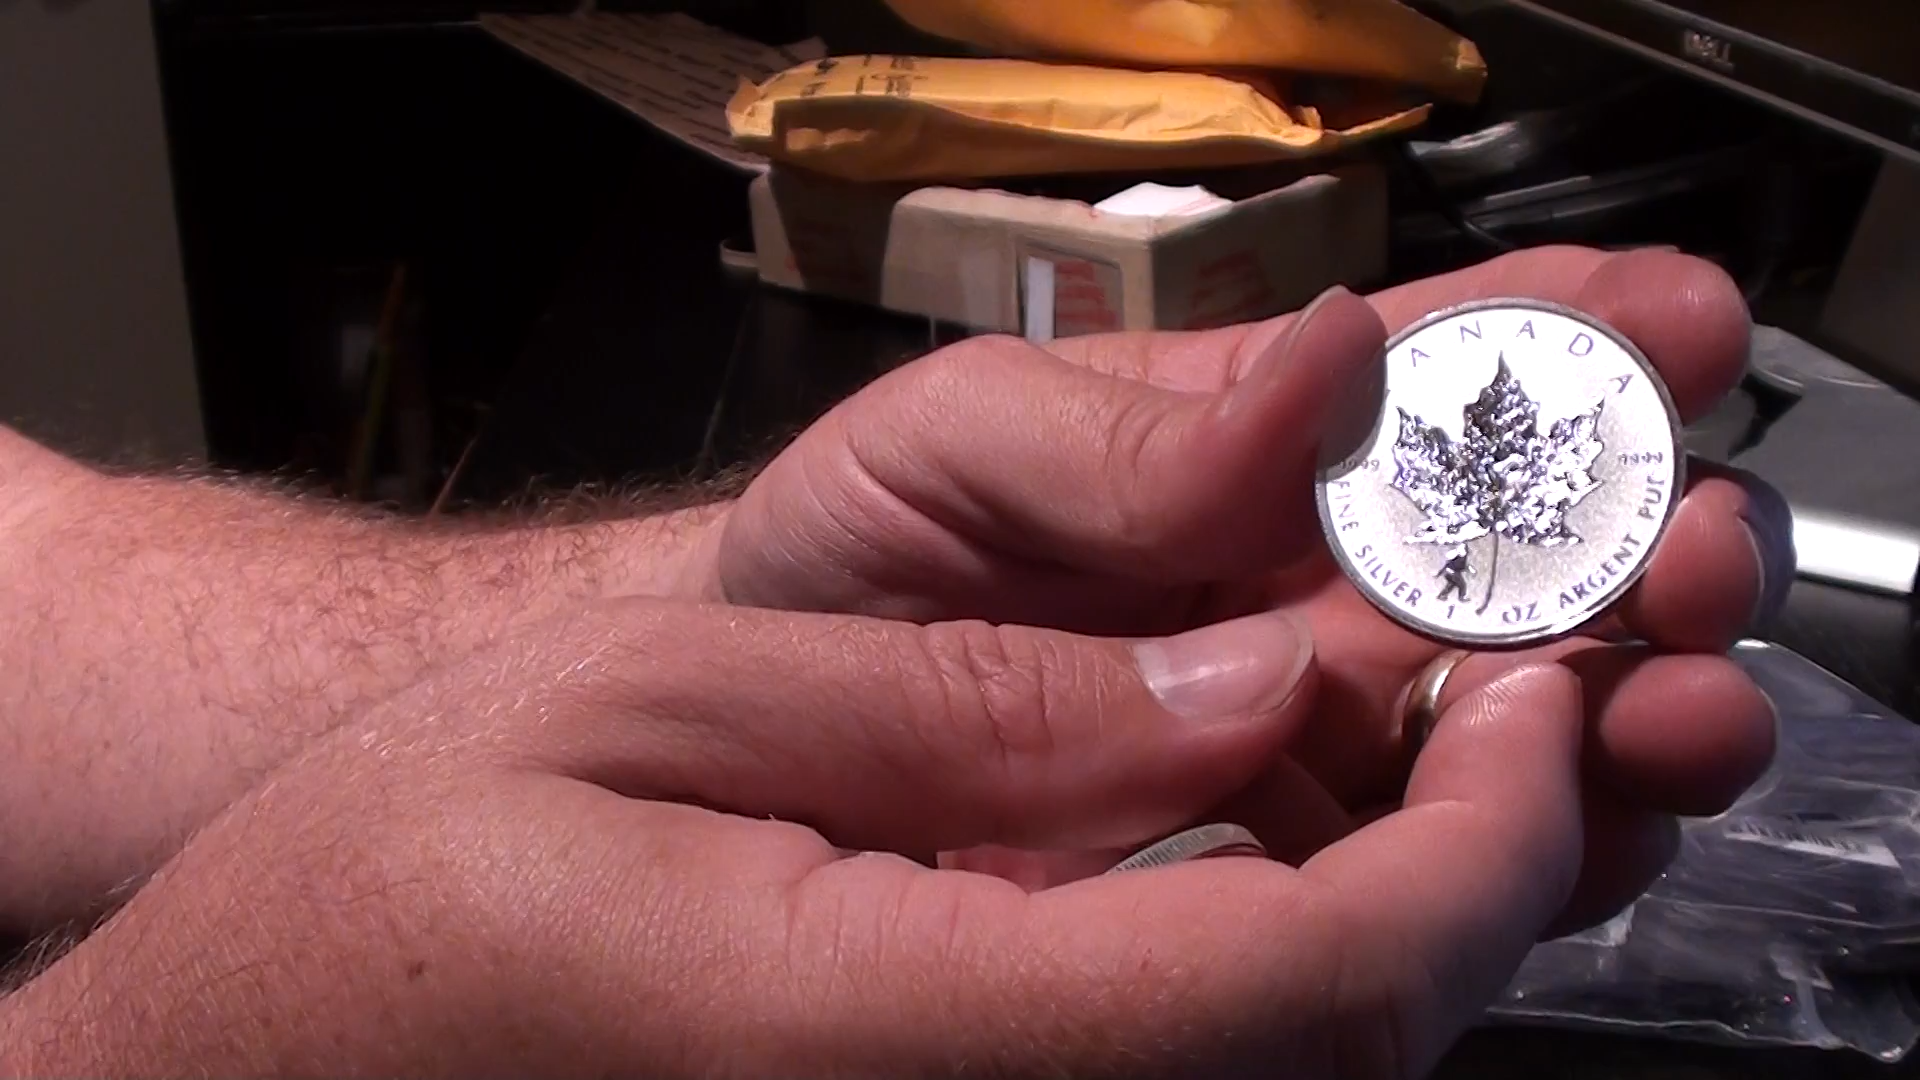 DELL
ANADA
9999 9999
FINE SILVER 1 OZ ARGENT PUR